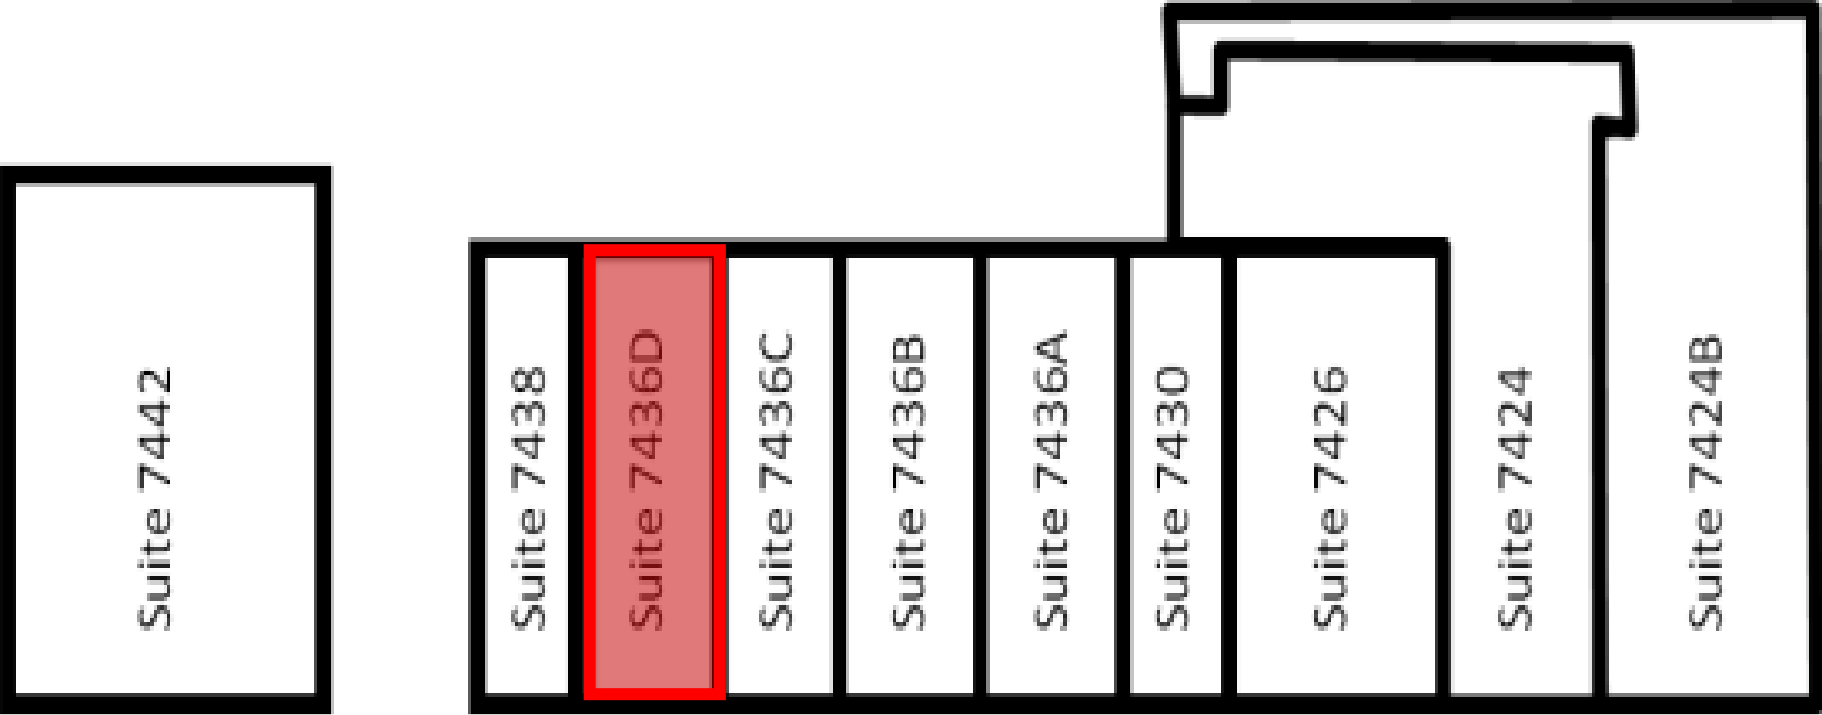 Suite 7442
Suite 7438
Suite 7436D
Suite 7436C
Suite 7436B
Suite 7436A
Suite 7430
Suite 7426
Suite 7424
Suite 7424B